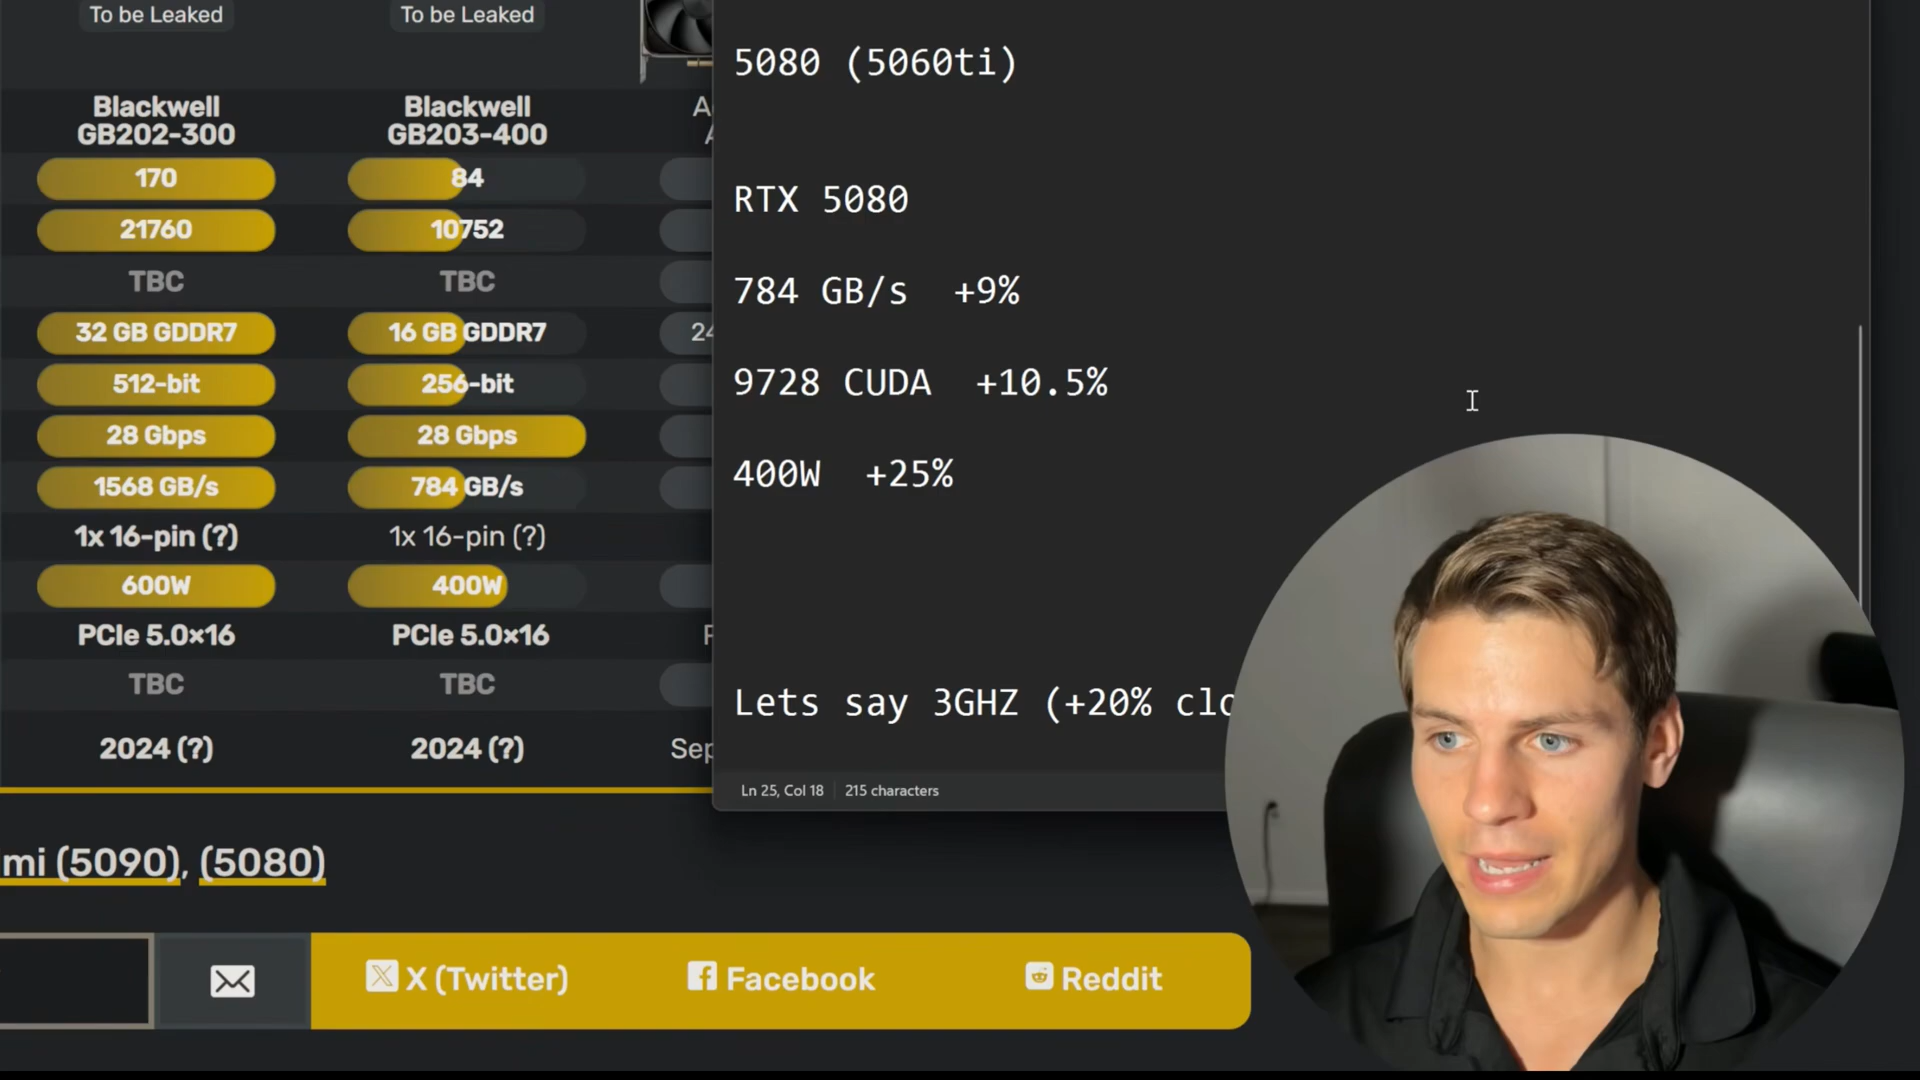 To be Leaked
To be Leaked
Blackwell
GB202-300
Blackwell
GB203-400
170
84
21760
10752
TBC
TBC
32 GB GDDR7
16 GB GDDR7
24
512-bit
256-bit
28 Gbps
28 Gbps
1568 GB/s
784 GB/s
1x 16-pin (?)
1x 16-pin (?)
600W
400W
PCIe 5.0×16
PCIe 5.0×16
TBC
TBC
2024 (?)
2024 (?)
Sep
5080 (5060ti)
RTX 5080
784 GB/s +9%
9728 CUDA +10.5%
400W +25%
Lets say 3GHZ (+20% clo
Ln 25, Col 18
215 characters
mi (5090), (5080)
X (Twitter)
Facebook
Reddit